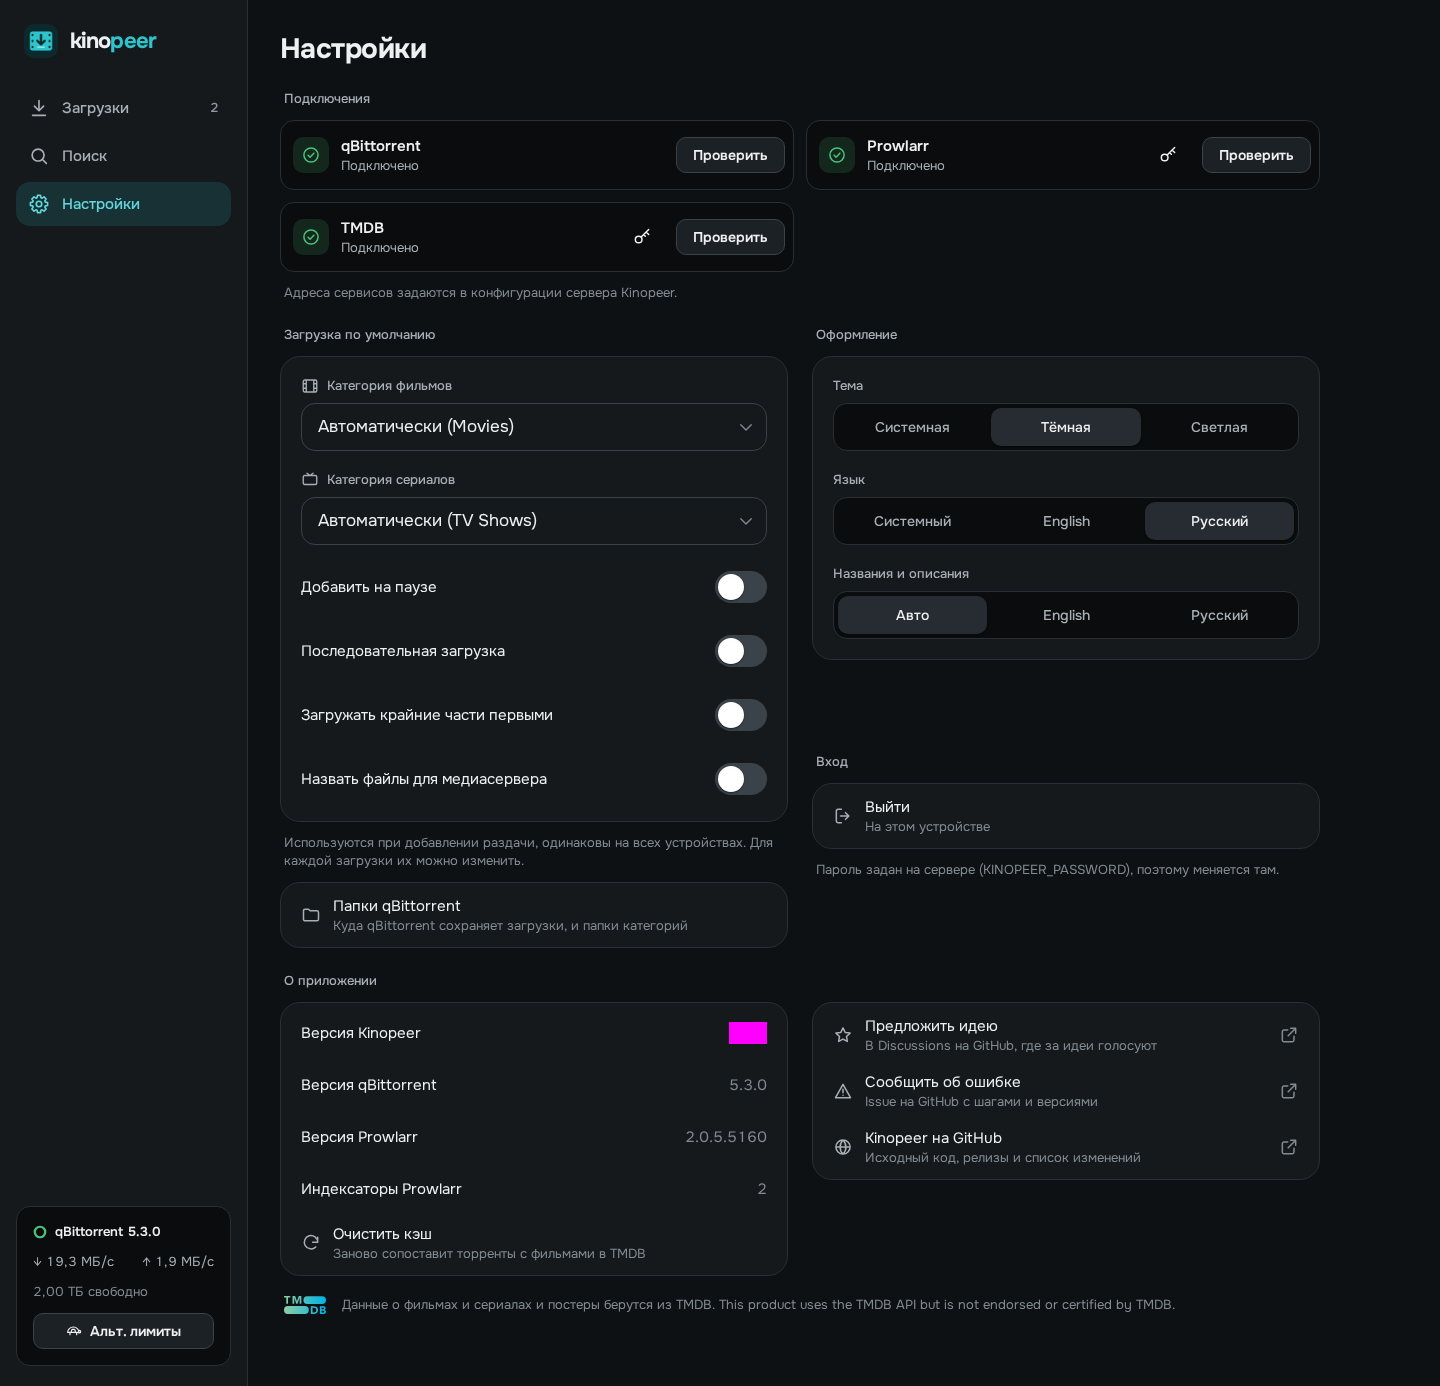 kinopeer
Загрузки 2
Поиск
Настройки
qBittorrent 5.3.0
↓ 19,3 МБ/с ↑ 1,9 МБ/с
2,00 ТБ свободно
Альт. лимиты
Настройки
Подключения
qBittorrent
Подключено
Проверить
Prowlarr
Подключено
Проверить
TMDB
Подключено
Проверить
Адреса сервисов задаются в конфигурации сервера Kinopeer.
Загрузка по умолчанию
Категория фильмов
Автоматически (Movies)
Категория сериалов
Автоматически (TV Shows)
Добавить на паузе
Последовательная загрузка
Загружать крайние части первыми
Назвать файлы для медиасервера
Используются при добавлении раздачи, одинаковы на всех устройствах. Для
каждой загрузки их можно изменить.
Папки qBittorrent
Куда qBittorrent сохраняет загрузки, и папки категорий
Оформление
Тема
Системная Тёмная Светлая
Язык
Системный English Русский
Названия и описания
Авто English Русский
Вход
Выйти
На этом устройстве
Пароль задан на сервере (KINOPEER_PASSWORD), поэтому меняется там.
О приложении
Версия Kinopeer
Версия qBittorrent 5.3.0
Версия Prowlarr 2.0.5.5160
Индексаторы Prowlarr 2
Очистить кэш
Заново сопоставит торренты с фильмами в TMDB
Предложить идею
В Discussions на GitHub, где за идеи голосуют
Сообщить об ошибке
Issue на GitHub с шагами и версиями
Kinopeer на GitHub
Исходный код, релизы и список изменений
TMDB
Данные о фильмах и сериалах и постеры берутся из TMDB. This product uses the TMDB API but is not endorsed or certified by TMDB.